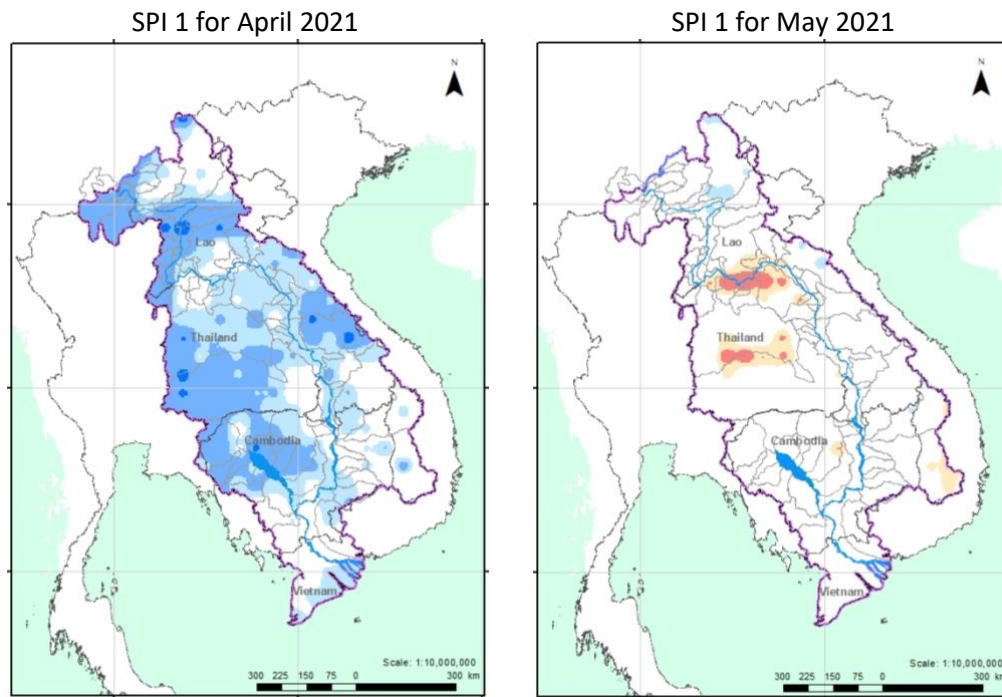 SPI 1 for April 2021
N
Lao
Thailand
Cambodia
Vietnam
Scale: 1:10,000,000
300 225 150 75 0 300 km
SPI 1 for May 2021
N
Lao
Thailand
Cambodia
Vietnam
Scale: 1:10,000,000
300 225 150 75 0 300 km